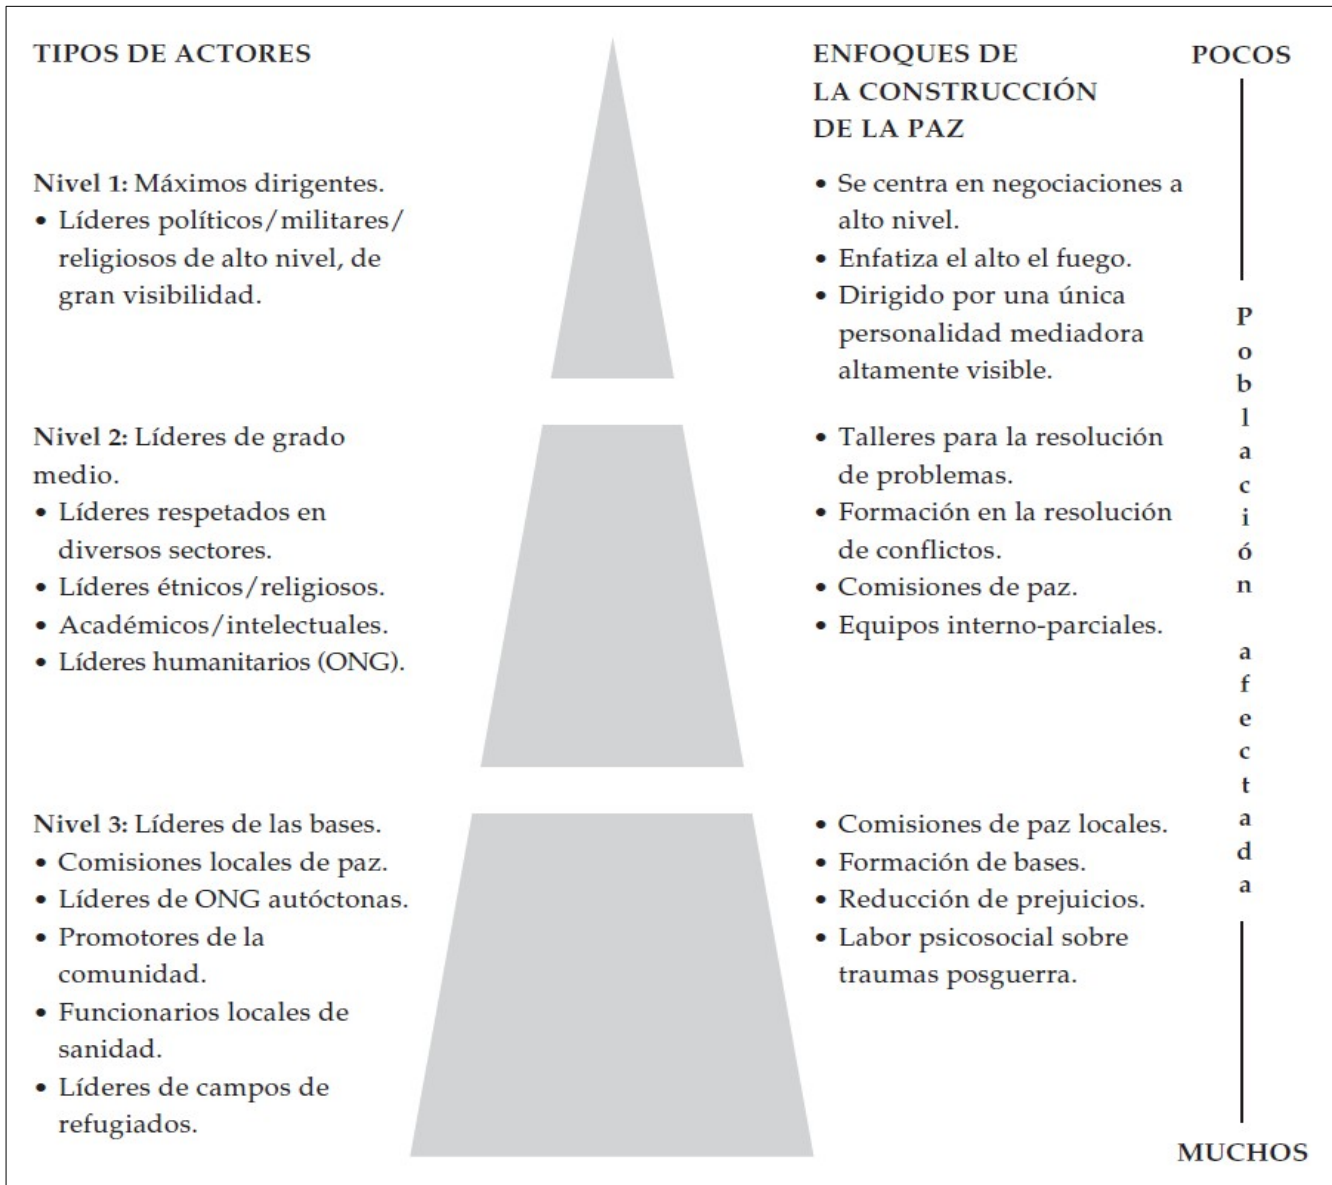 TIPOS DE ACTORES
ENFOQUES DE
LA CONSTRUCCIÓN
DE LA PAZ
POCOS
Nivel 1: Máximos dirigentes.
• Líderes políticos/militares/
religiosos de alto nivel, de
gran visibilidad.
• Se centra en negociaciones a
alto nivel.
• Enfatiza el alto el fuego.
• Dirigido por una única
personalidad mediadora
altamente visible.
Nivel 2: Líderes de grado
medio.
• Líderes respetados en
diversos sectores.
• Líderes étnicos/religiosos.
• Académicos/intelectuales.
• Líderes humanitarios (ONG).
• Talleres para la resolución
de problemas.
• Formación en la resolución
de conflictos.
• Comisiones de paz.
• Equipos interno-parciales.
Nivel 3: Líderes de las bases.
• Comisiones locales de paz.
• Líderes de ONG autóctonas.
• Promotores de la
comunidad.
• Funcionarios locales de
sanidad.
• Líderes de campos de
refugiados.
• Comisiones de paz locales.
• Formación de bases.
• Reducción de prejuicios.
• Labor psicosocial sobre
traumas posguerra.
Población afectada
MUCHOS